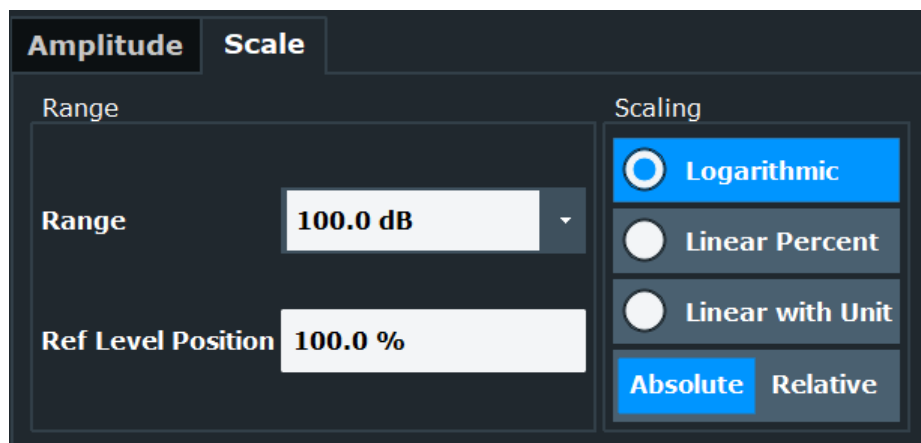 Amplitude Scale
Range
Range 100.0 dB
Ref Level Position 100.0 %
Scaling
Logarithmic
Linear Percent
Linear with Unit
Absolute Relative